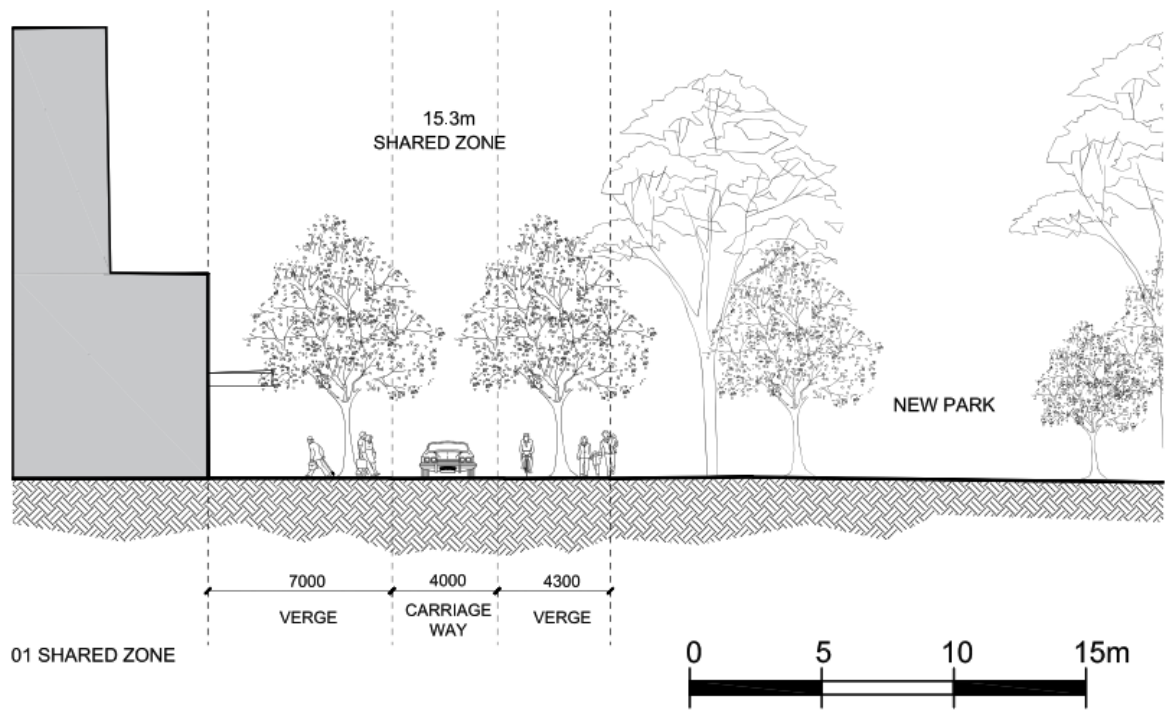 15.3m
SHARED ZONE
NEW PARK
7000 4000 4300
VERGE CARRIAGE WAY VERGE
01 SHARED ZONE
0 5 10 15m